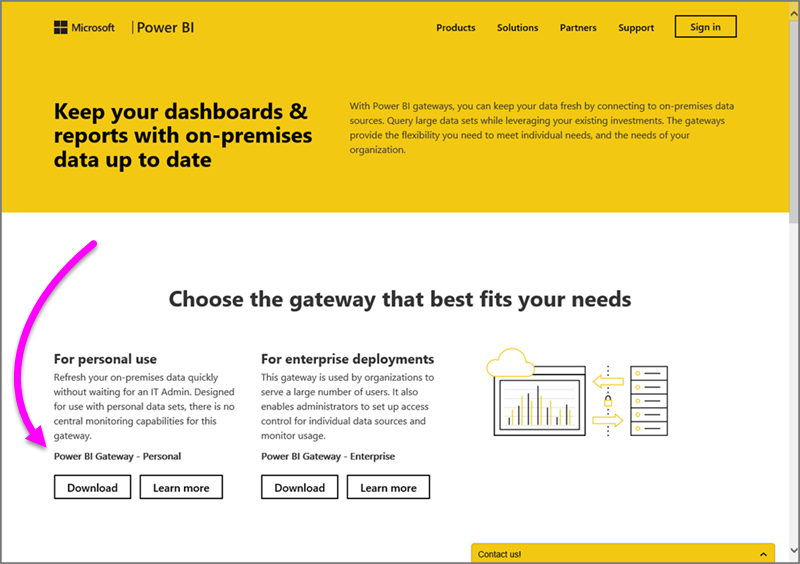 Microsoft | Power BI
Products Solutions Partners Support Sign in
Keep your dashboards &
reports with on-premises
data up to date
With Power BI gateways, you can keep your data fresh by connecting to on-premises data
sources. Query large data sets while leveraging your existing investments. The gateways
provide the flexibility you need to meet individual needs, and the needs of your
organization.
Choose the gateway that best fits your needs
For personal use
Refresh your on-premises data quickly
without waiting for an IT Admin. Designed
for use with personal data sets, there is no
central monitoring capabilities for this
gateway.
Power BI Gateway - Personal
Download Learn more
For enterprise deployments
This gateway is used by organizations to
serve a large number of users. It also
enables administrators to set up access
control for individual data sources and
monitor usage.
Power BI Gateway - Enterprise
Download Learn more
Contact us!